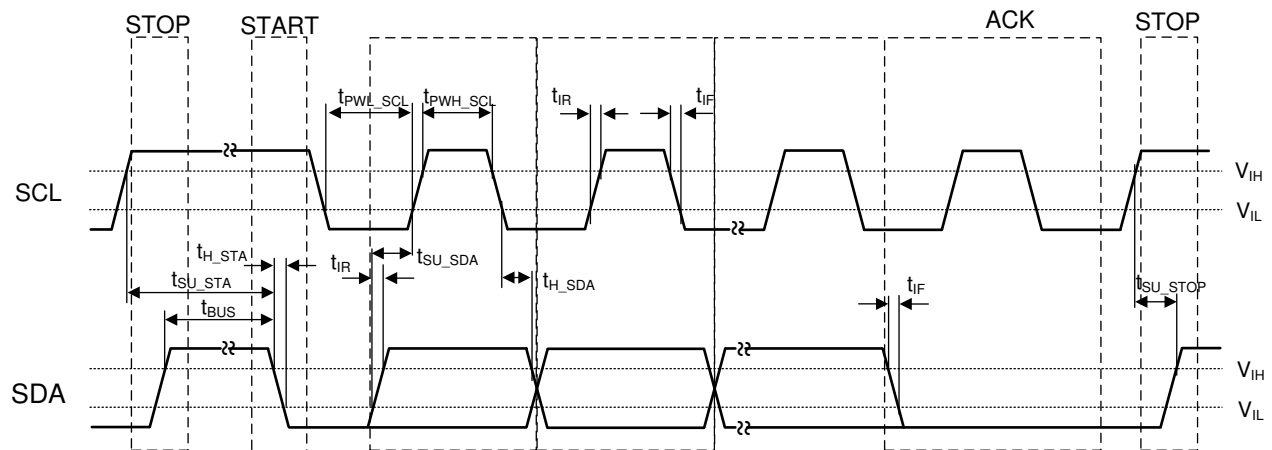 STOP START ACK STOP
tPWL_SCL tPWH_SCL tIR tIF
SCL VIH
VIL
tH_STA tIR tSU_SDA
tSU_STA tH_SDA tIF tSU_STOP
tBUS
SDA VIH
VIL